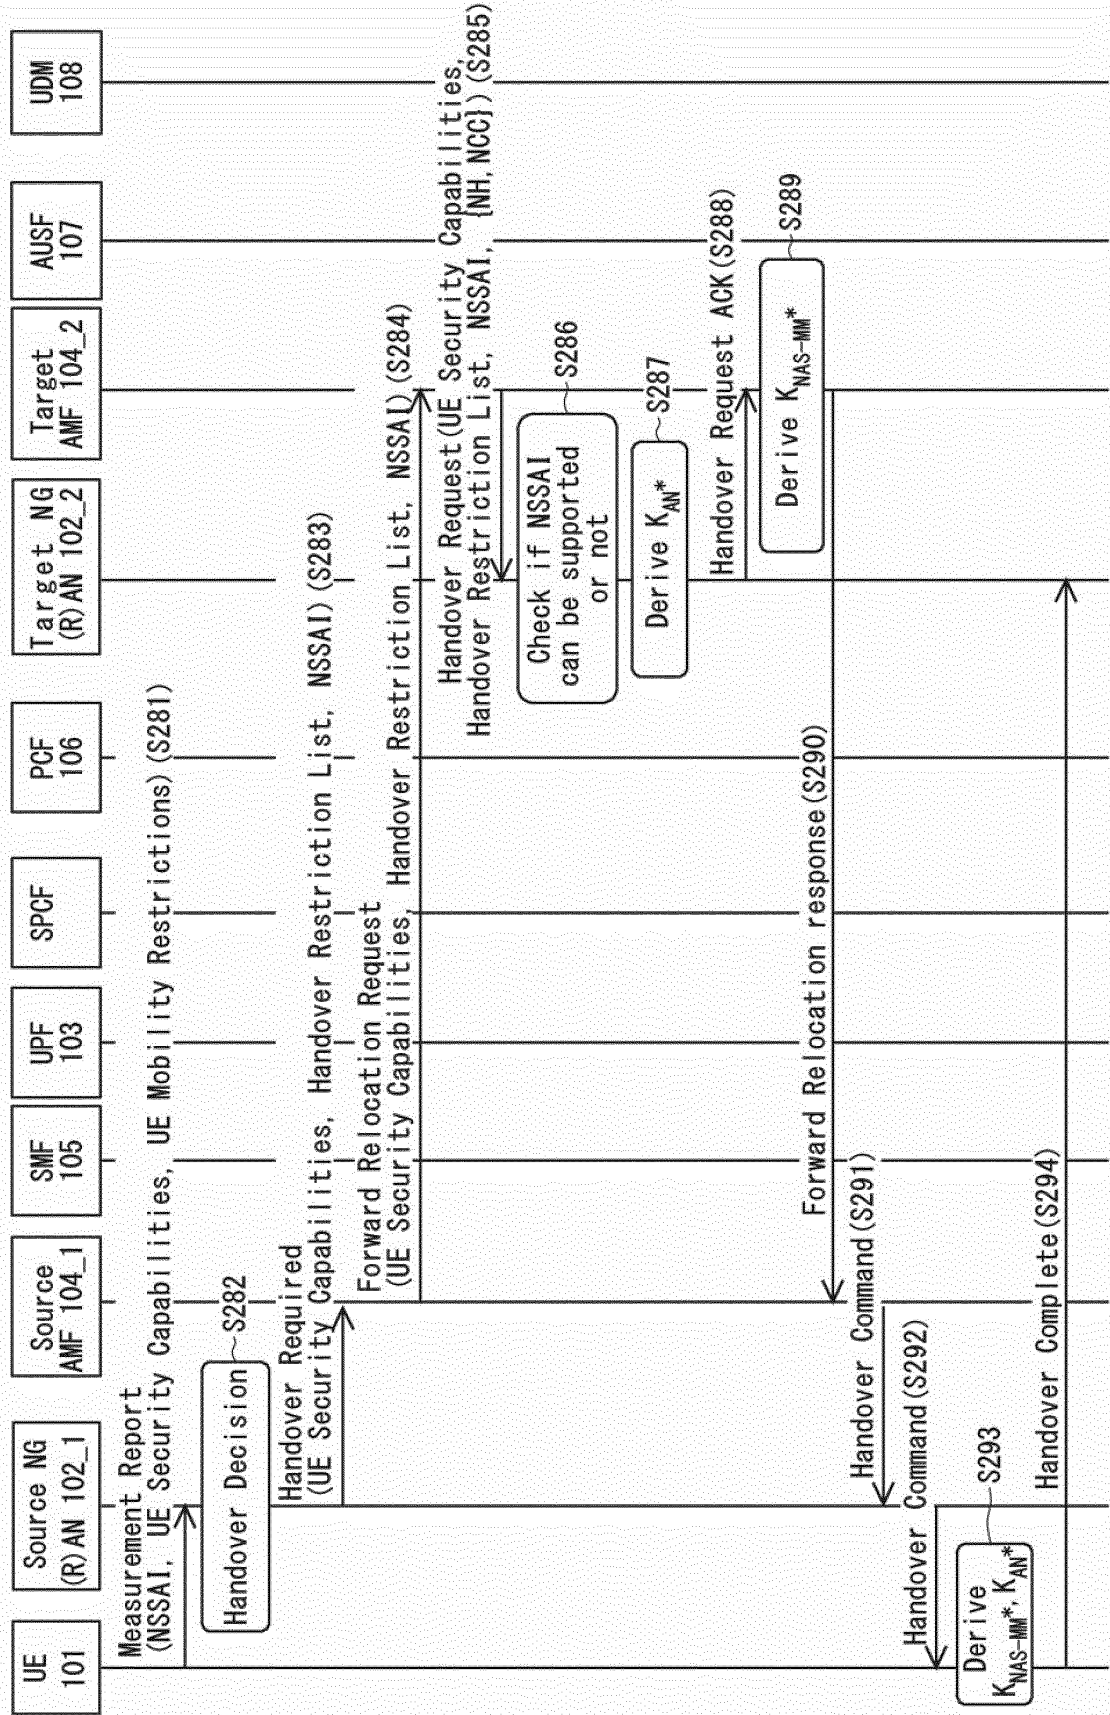 UE
101
Source NG
(R)AN 102_1
Source
AMF 104_1
SMF
105
UPF
103
SPCF
PCF
106
Target NG
(R)AN 102_2
Target
AMF 104_2
AUSF
107
UDM
108
Measurement Report
(NSSAI, UE Security Capabilities, UE Mobility Restrictions)(S281)
Handover Decision
S282
Handover Required
(UE Security Capabilities, Handover Restriction List, NSSAI)(S283)
Forward Relocation Request
(UE Security Capabilities, Handover Restriction List, NSSAI)(S284)
Handover Request(UE Security Capabilities,
Handover Restriction List, NSSAI, {NH,NCC})(S285)
Check if NSSAI
can be supported
or not
S286
Derive KAN*
S287
Handover Request ACK(S288)
Derive KNAS-MM*
S289
Forward Relocation response(S290)
Handover Command(S291)
Handover Command(S292)
Derive
KNAS-MM*, KAN*
S293
Handover Complete(S294)